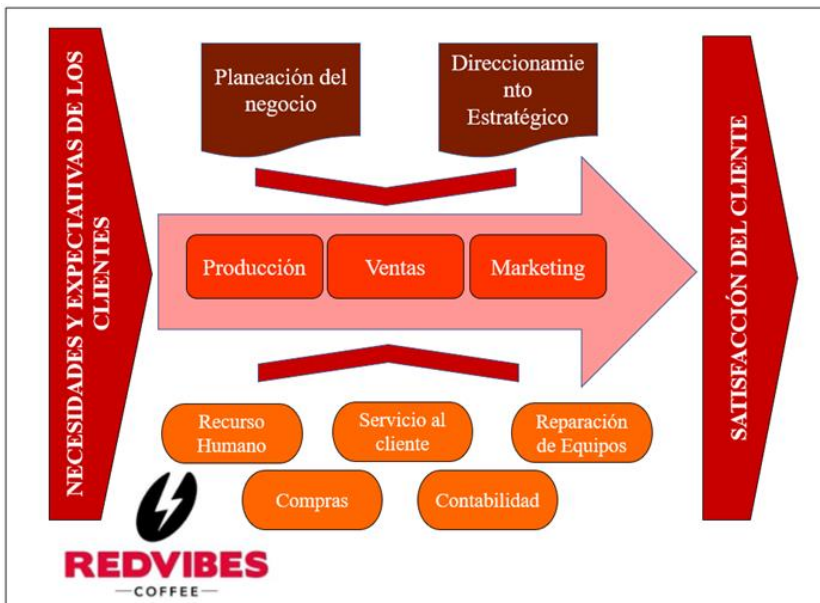 NECESIDADES Y EXPECTATIVAS DE LOS
CLIENTES
Planeación del
negocio
Direccionamie
nto
Estratégico
Producción
Ventas
Marketing
Recurso
Humano
Servicio al
cliente
Reparación
de Equipos
Compras
Contabilidad
SATISFACCIÓN DEL CLIENTE
REDVIBES
COFFEE